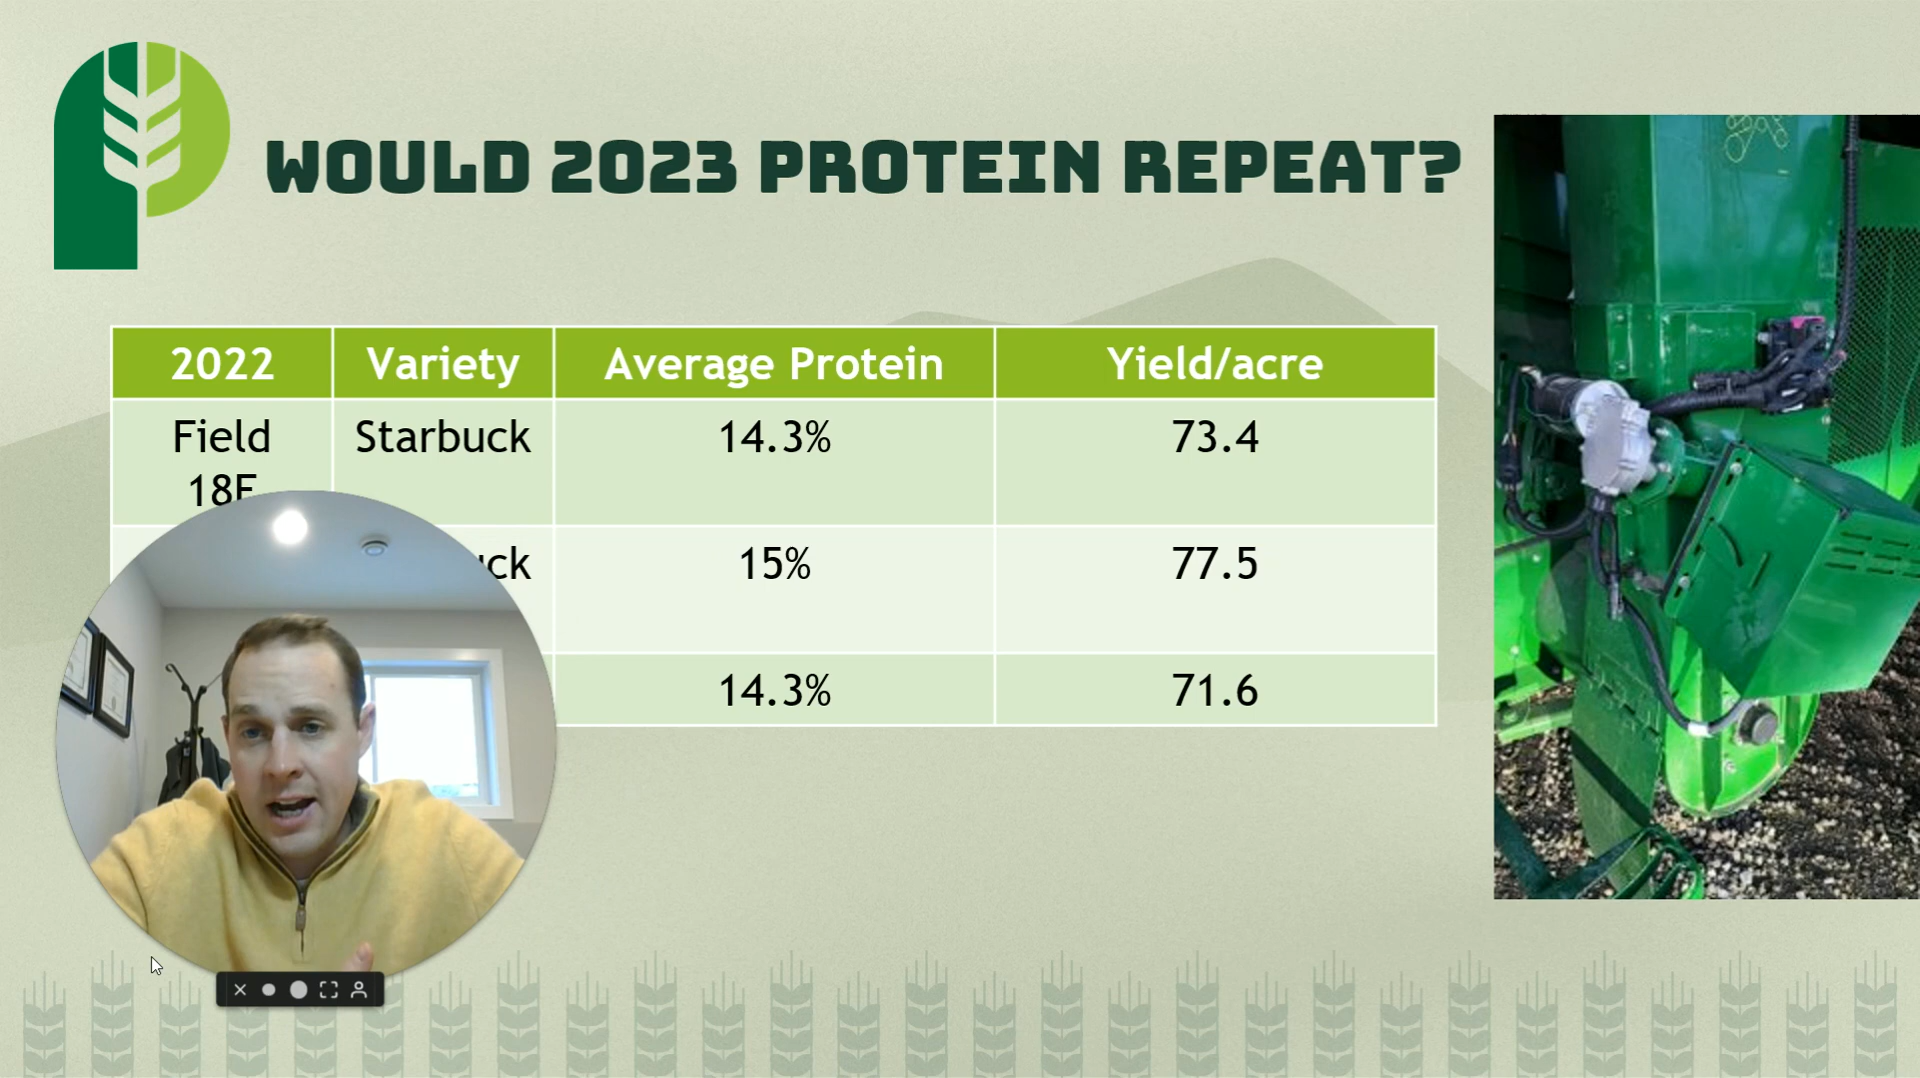 WOULD 2023 PROTEIN REPEAT?
2022 Variety Average Protein Yield/acre
Field Starbuck 14.3% 73.4
18E
15% 77.5
14.3% 71.6